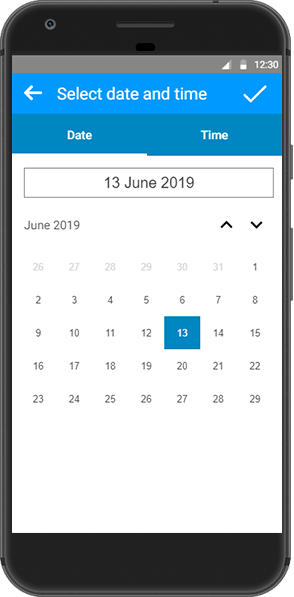 12:30
Select date and time
Date Time
13 June 2019
June 2019
26 27 28 29 30 31 1
2 3 4 5 6 7 8
9 10 11 12 13 14 15
16 17 18 19 20 21 22
23 24 25 26 27 28 29